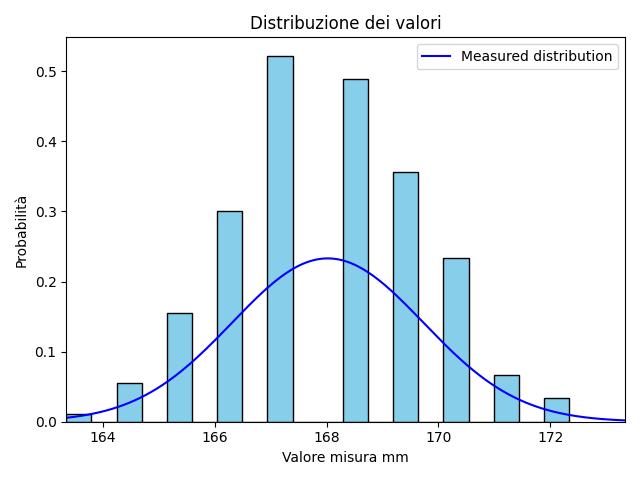 Distribuzione dei valori
Measured distribution
Probabilità
0.5
0.4
0.3
0.2
0.1
0.0
164 166 168 170 172
Valore misura mm